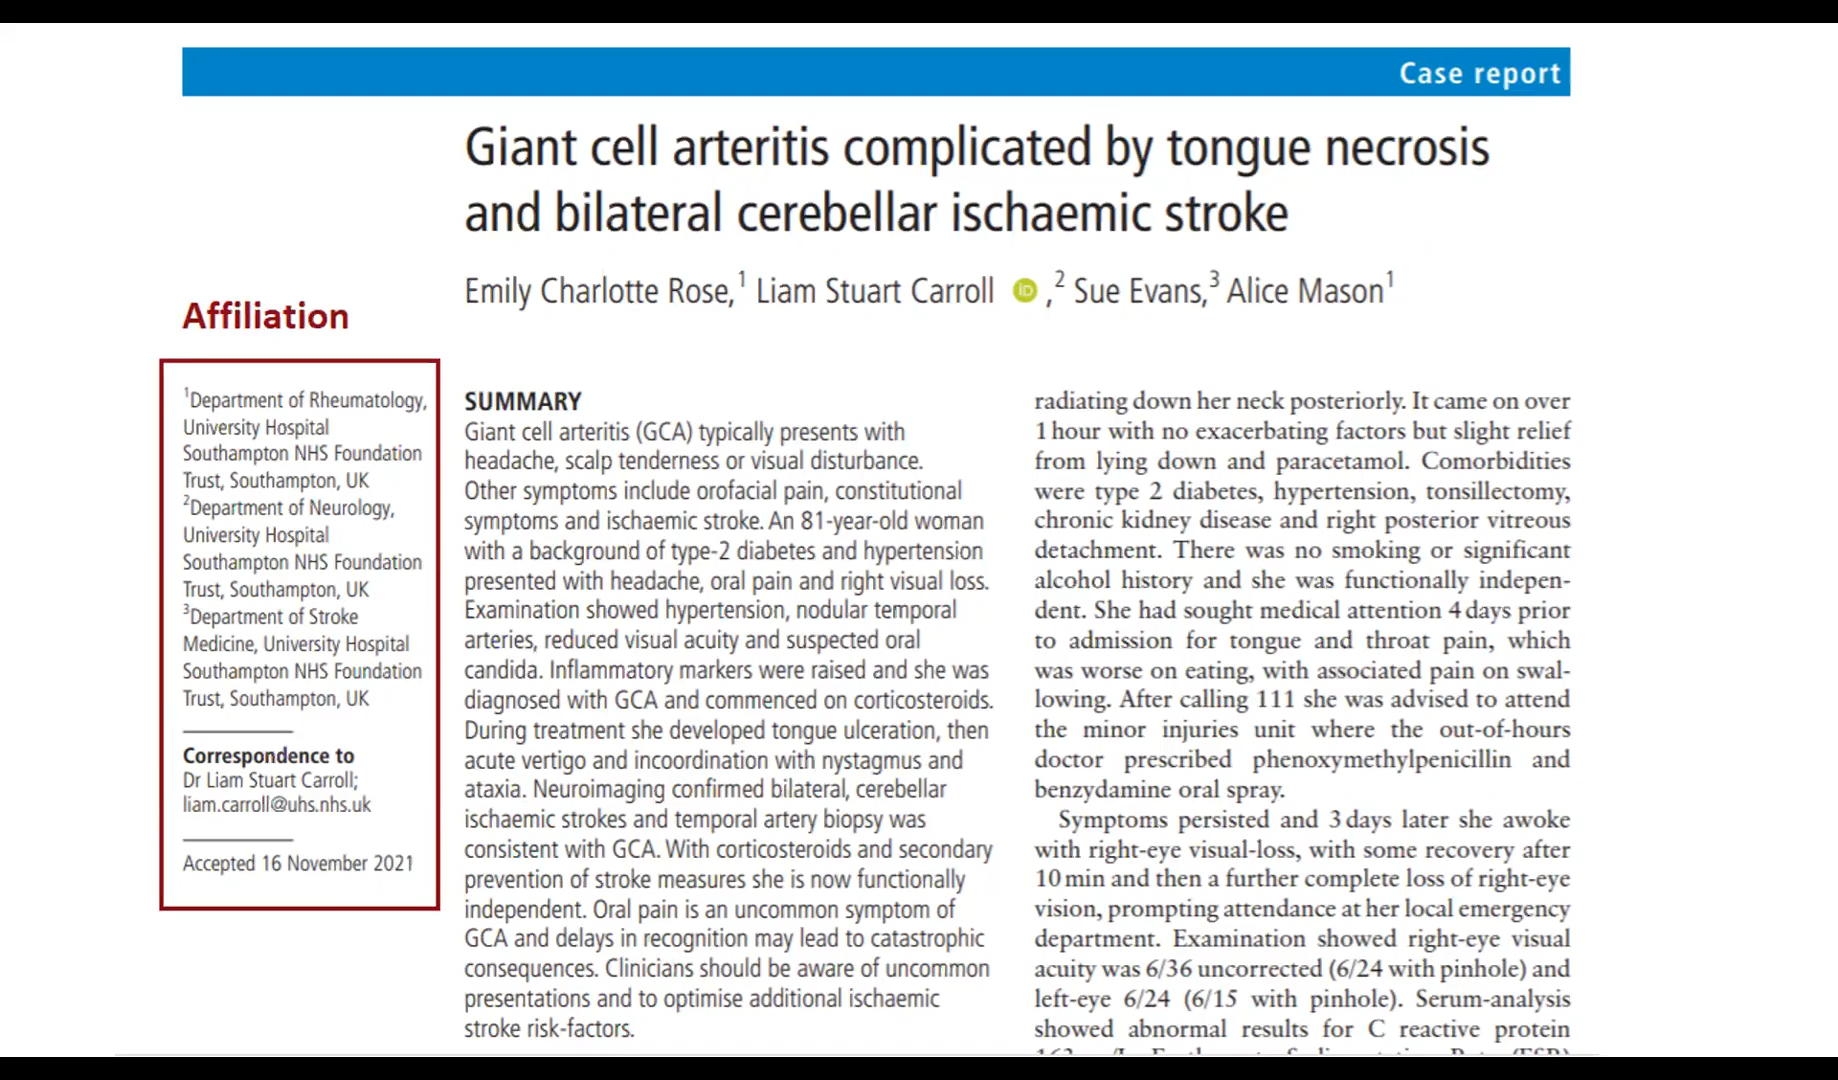 Case report
Giant cell arteritis complicated by tongue necrosis
and bilateral cerebellar ischaemic stroke
Emily Charlotte Rose,1 Liam Stuart Carroll iD ,2 Sue Evans,3 Alice Mason1
Affiliation
1Department of Rheumatology,
University Hospital
Southampton NHS Foundation
Trust, Southampton, UK
2Department of Neurology,
University Hospital
Southampton NHS Foundation
Trust, Southampton, UK
3Department of Stroke
Medicine, University Hospital
Southampton NHS Foundation
Trust, Southampton, UK
Correspondence to
Dr Liam Stuart Carroll;
liam.carroll@uhs.nhs.uk
Accepted 16 November 2021
SUMMARY
Giant cell arteritis (GCA) typically presents with
headache, scalp tenderness or visual disturbance.
Other symptoms include orofacial pain, constitutional
symptoms and ischaemic stroke. An 81-year-old woman
with a background of type-2 diabetes and hypertension
presented with headache, oral pain and right visual loss.
Examination showed hypertension, nodular temporal
arteries, reduced visual acuity and suspected oral
candida. Inflammatory markers were raised and she was
diagnosed with GCA and commenced on corticosteroids.
During treatment she developed tongue ulceration, then
acute vertigo and incoordination with nystagmus and
ataxia. Neuroimaging confirmed bilateral, cerebellar
ischaemic strokes and temporal artery biopsy was
consistent with GCA. With corticosteroids and secondary
prevention of stroke measures she is now functionally
independent. Oral pain is an uncommon symptom of
GCA and delays in recognition may lead to catastrophic
consequences. Clinicians should be aware of uncommon
presentations and to optimise additional ischaemic
stroke risk-factors.
radiating down her neck posteriorly. It came on over
1 hour with no exacerbating factors but slight relief
from lying down and paracetamol. Comorbidities
were type 2 diabetes, hypertension, tonsillectomy,
chronic kidney disease and right posterior vitreous
detachment. There was no smoking or significant
alcohol history and she was functionally indepen-
dent. She had sought medical attention 4 days prior
to admission for tongue and throat pain, which
was worse on eating, with associated pain on swal-
lowing. After calling 111 she was advised to attend
the minor injuries unit where the out-of-hours
doctor prescribed phenoxymethylpenicillin and
benzydamine oral spray.
Symptoms persisted and 3 days later she awoke
with right-eye visual-loss, with some recovery after
10 min and then a further complete loss of right-eye
vision, prompting attendance at her local emergency
department. Examination showed right-eye visual
acuity was 6/36 uncorrected (6/24 with pinhole) and
left-eye 6/24 (6/15 with pinhole). Serum-analysis
showed abnormal results for C reactive protein